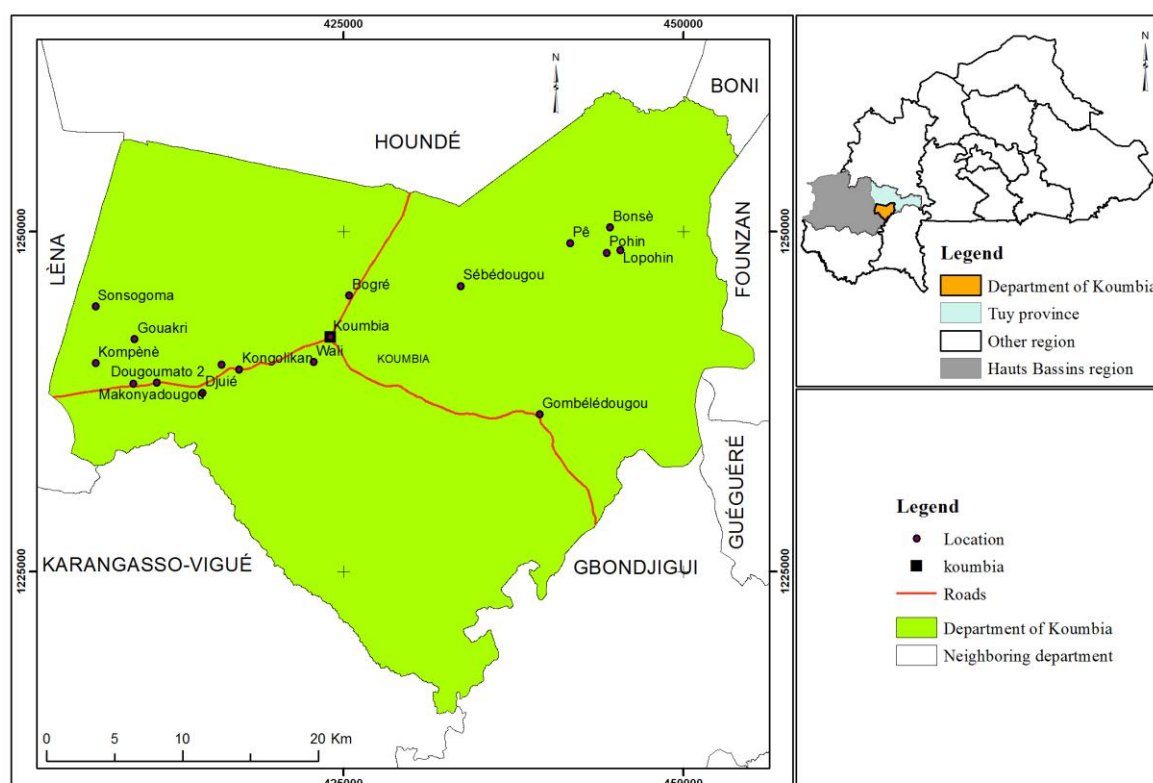 425000
450000
N
S
BONI
HOUNDÉ
LÈNA
FOUNZAN
1250000
1250000
Bonsè
Pê
Pohin
Lopohin
Sébédougou
Sonsogoma
Bogré
Gouakri
Koumbia
Kompènè
Kongolikan
Wali
KOUMBIA
Dougoumato 2
Makonyadougou
Djuié
Gombélédougou
GUÉGUÉRÉ
KARANGASSO-VIGUÉ
GBONDJIGUI
1225000
1225000
0 5 10 20 Km
425000
450000
N
S
Legend
Department of Koumbia
Tuy province
Other region
Hauts Bassins region
Legend
Location
koumbia
Roads
Department of Koumbia
Neighboring department